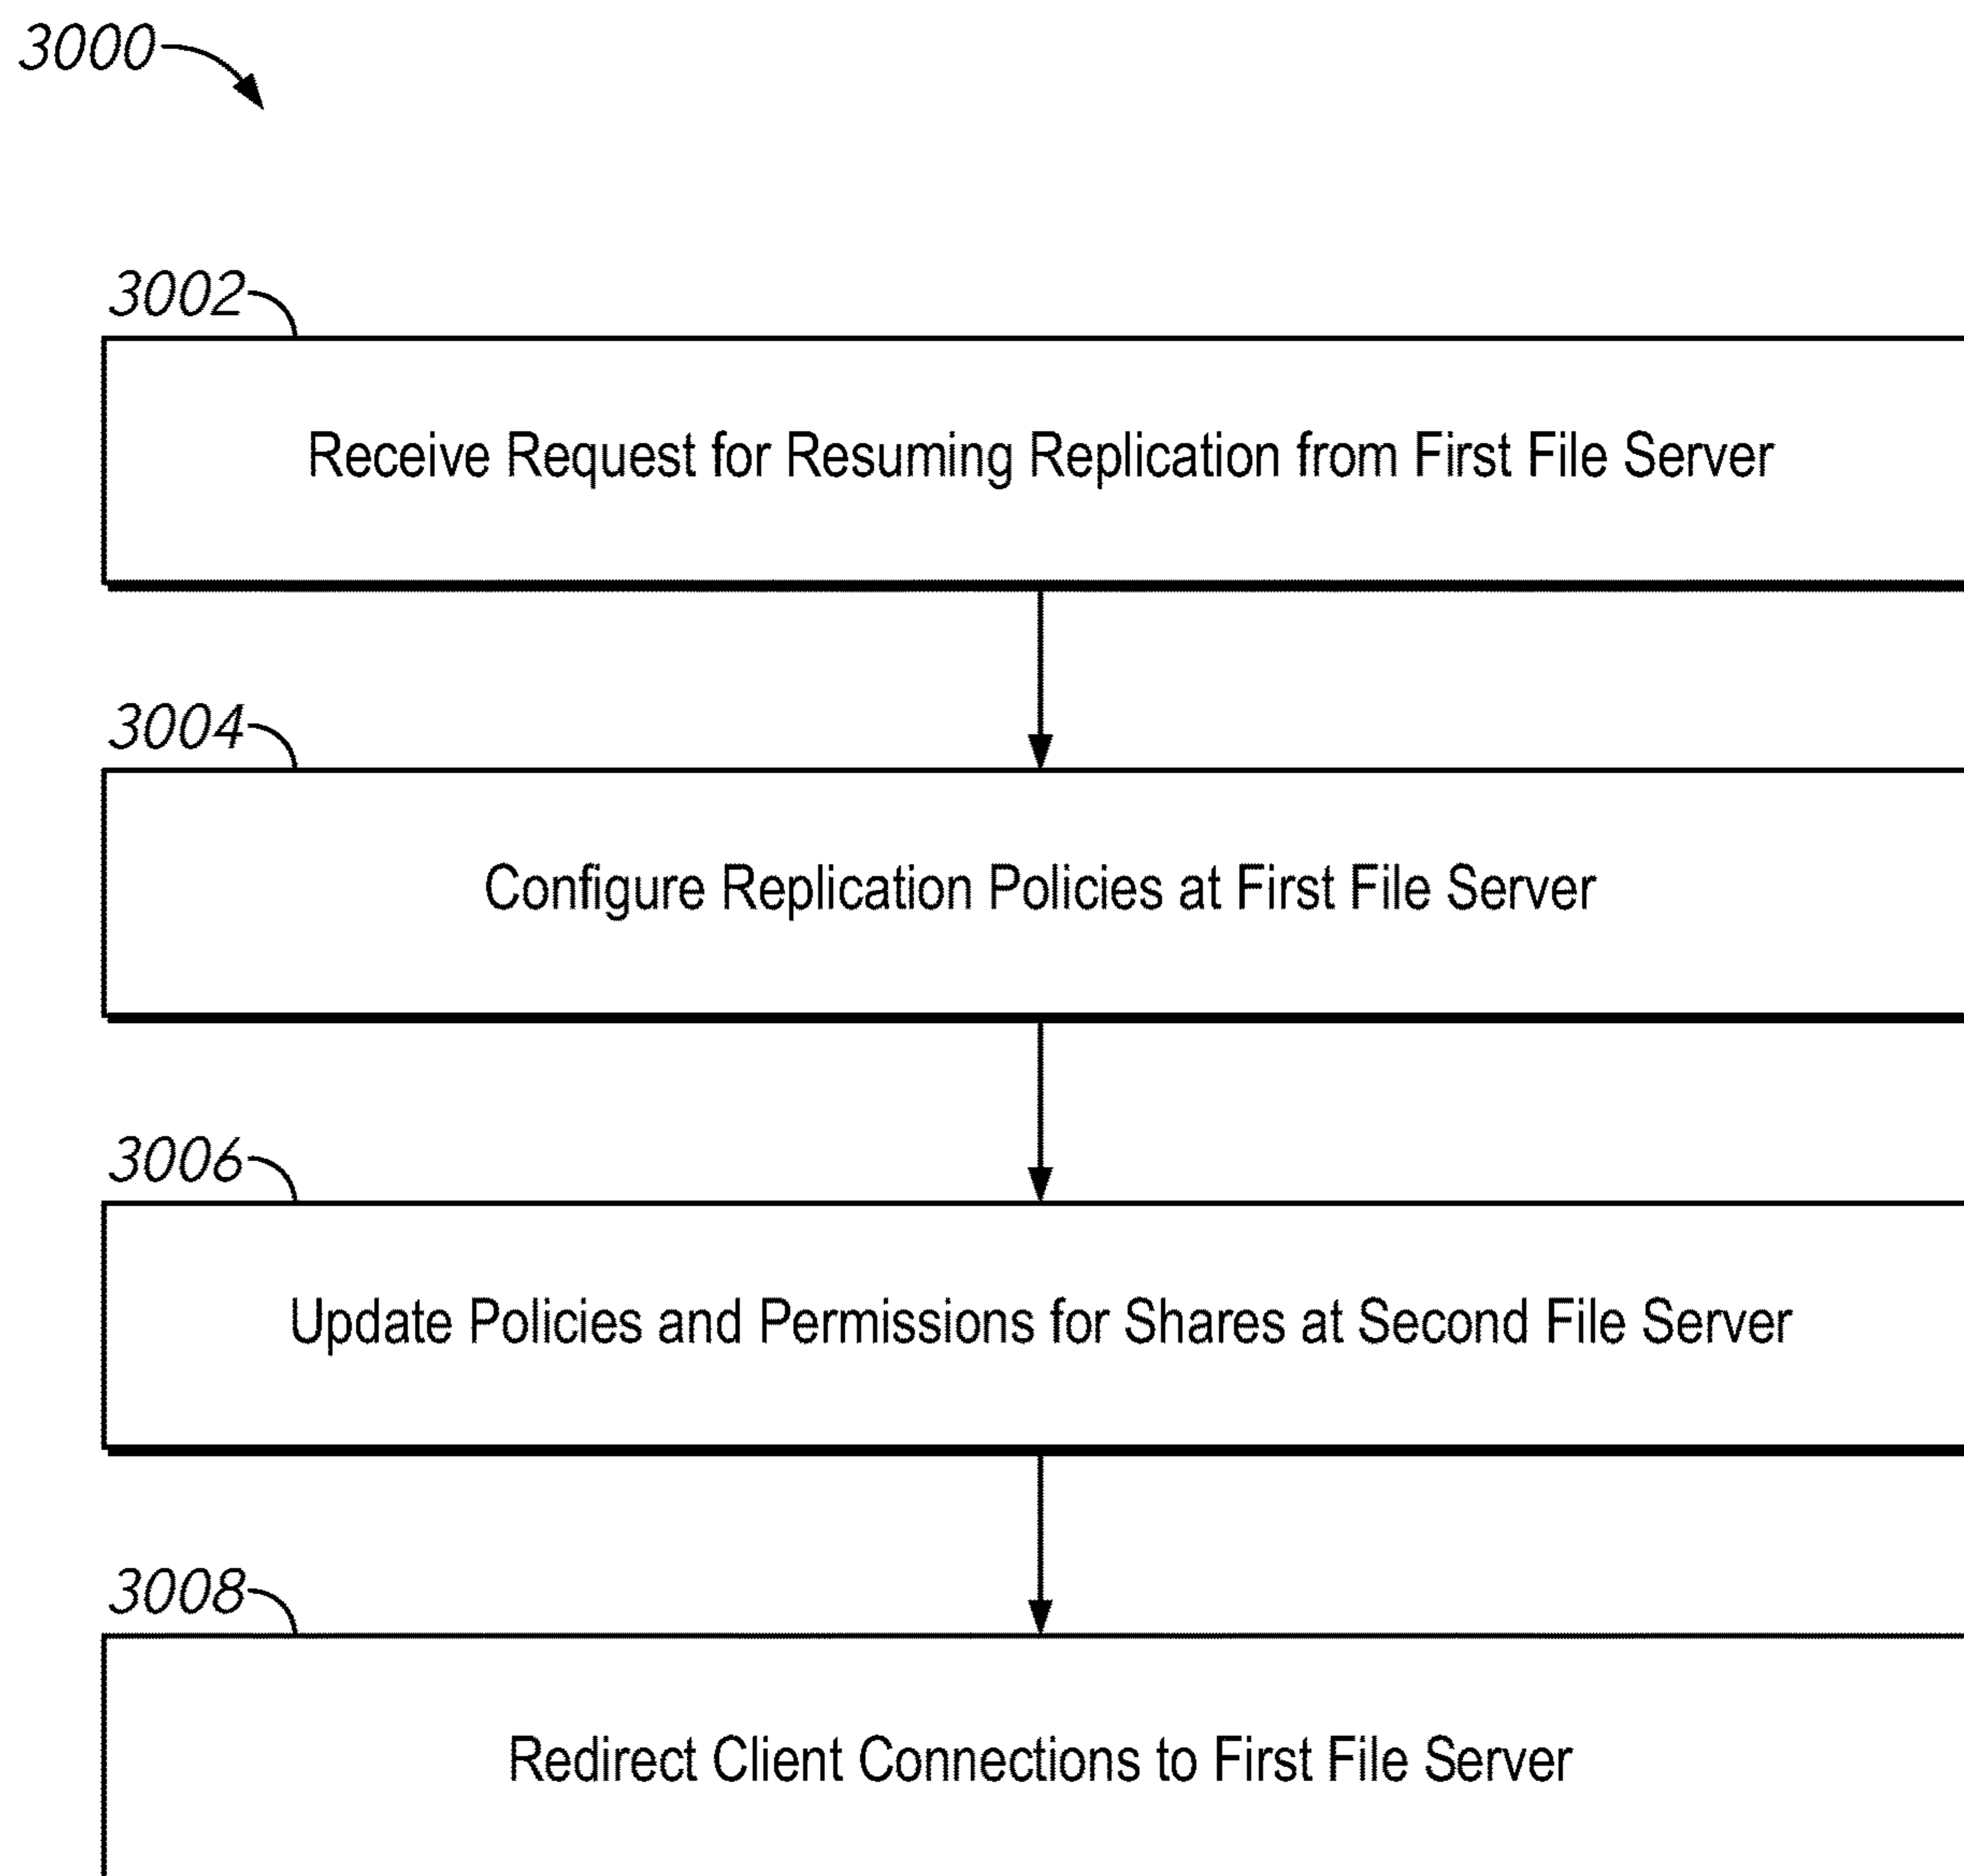 3000
3002
Receive Request for Resuming Replication from First File Server
3004
Configure Replication Policies at First File Server
3006
Update Policies and Permissions for Shares at Second File Server
3008
Redirect Client Connections to First File Server